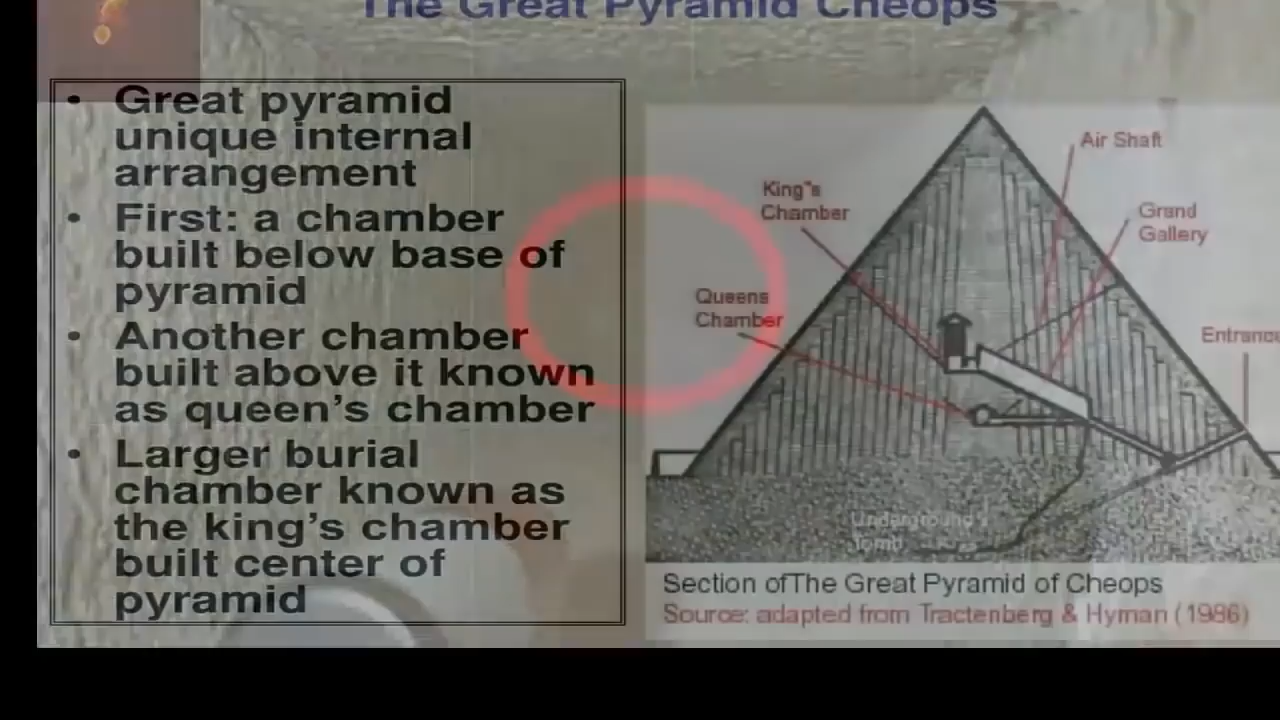 The Great Pyramid Cheops
• Great pyramid
unique internal
arrangement
• First: a chamber
built below base of
pyramid
• Another chamber
built above it known
as queen’s chamber
• Larger burial
chamber known as
the king’s chamber
built center of
pyramid
Air Shaft
King"s
Chamber
Grand
Gallery
Queens
Chamber
Entrance
Underground
Tomb
Section ofThe Great Pyramid of Cheops
Source: adapted from Tractenberg & Hyman (1986)